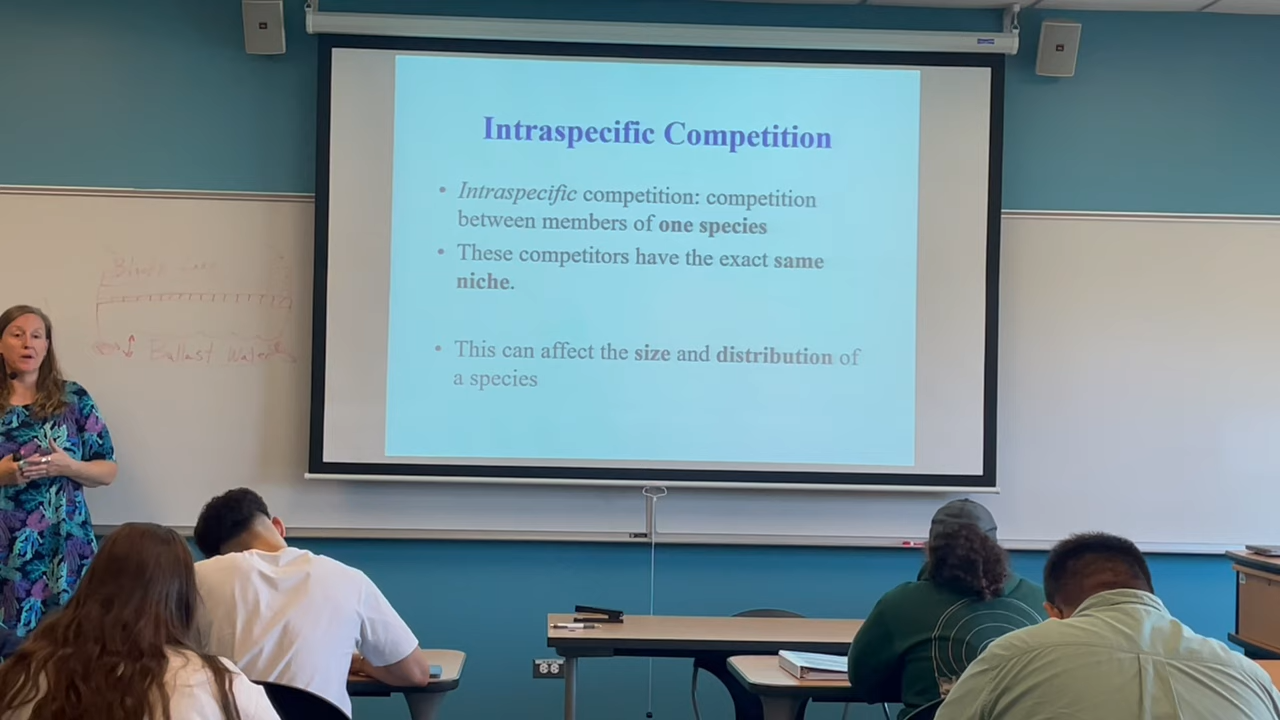 Intraspecific Competition
• Intraspecific competition: competition
between members of one species
• These competitors have the exact same
niche.
• This can affect the size and distribution of
a species
Ballast Water